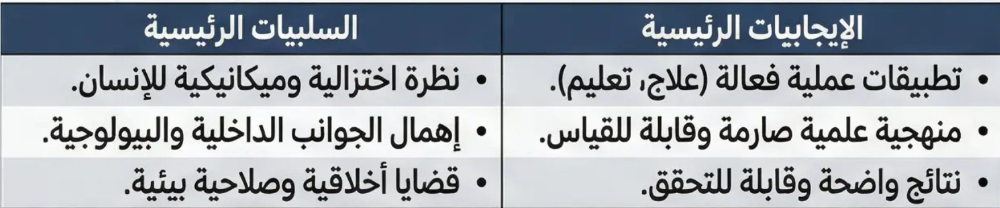 الإيجابيات الرئيسية
السلبيات الرئيسية
• تطبيقات عملية فعالة (علاج، تعليم).
• نظرة اختزالية وميكانيكية للإنسان.
• منهجية علمية صارمة وقابلة للقياس.
• إهمال الجوانب الداخلية والبيولوجية.
• نتائج واضحة وقابلة للتحقق.
• قضايا أخلاقية وصلاحية بيئية.